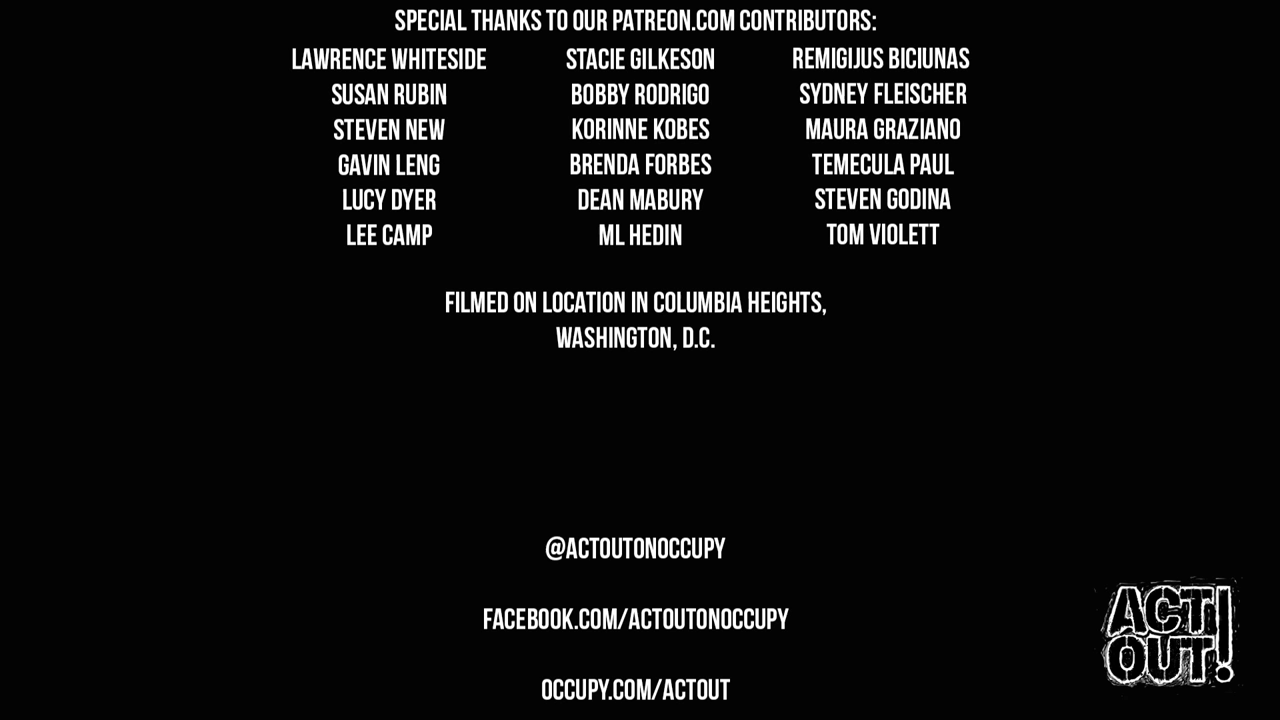 SPECIAL THANKS TO OUR PATREON.COM CONTRIBUTORS:
LAWRENCE WHITESIDE STACIE GILKESON REMIGIJUS BICIUNAS
SUSAN RUBIN BOBBY RODRIGO SYDNEY FLEISCHER
STEVEN NEW KORINNE KOBES MAURA GRAZIANO
GAVIN LENG BRENDA FORBES TEMECULA PAUL
LUCY DYER DEAN MABURY STEVEN GODINA
LEE CAMP ML HEDIN TOM VIOLETT
FILMED ON LOCATION IN COLUMBIA HEIGHTS,
WASHINGTON, D.C.
@ACTOUTONOCCUPY
FACEBOOK.COM/ACTOUTONOCCUPY
OCCUPY.COM/ACTOUT
ACT
OUT!